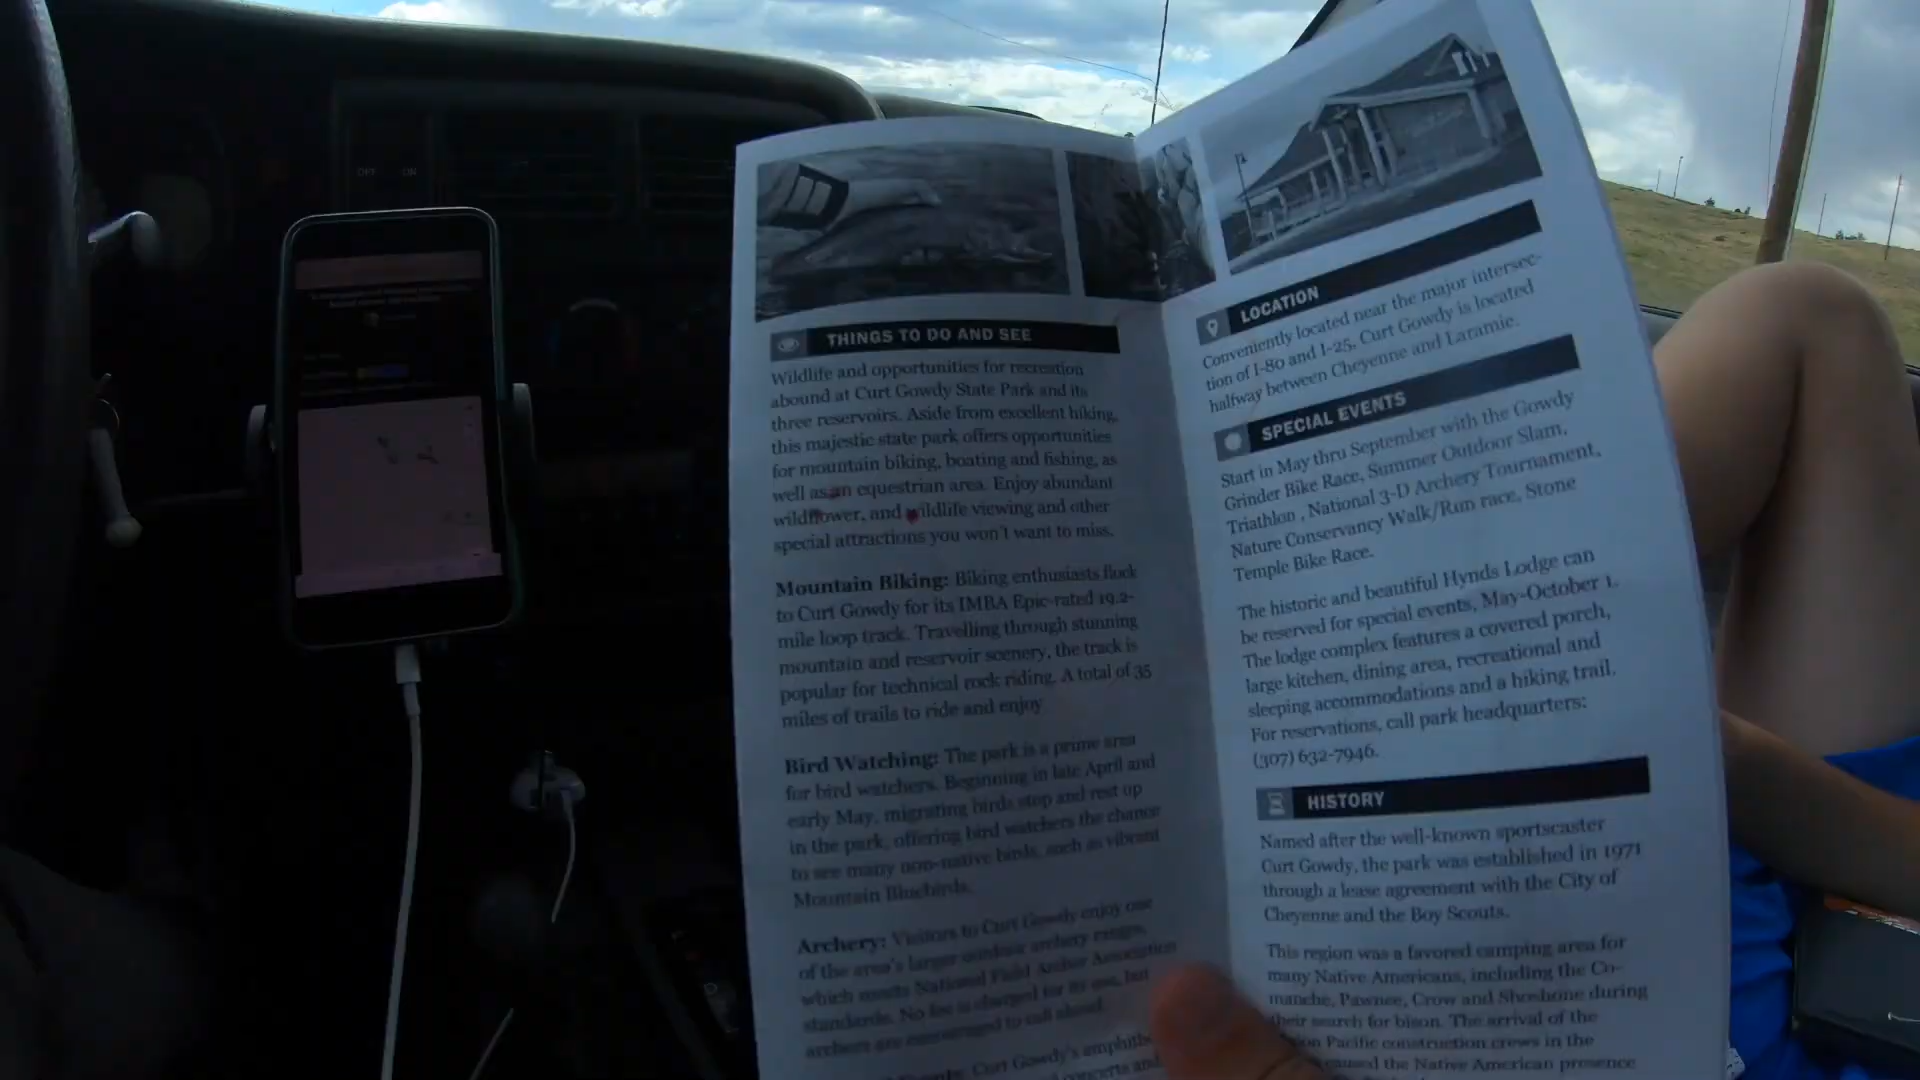 OFF ON
THINGS TO DO AND SEE
Wildlife and opportunities for recreation
abound at Curt Gowdy State Park and its
three reservoirs. Aside from excellent hiking,
this majestic state park offers opportunities
for mountain biking, boating and fishing, as
well as an equestrian area. Enjoy abundant
wildflower, and wildlife viewing and other
special attractions you won't want to miss.
Mountain Biking: Biking enthusiasts flock
to Curt Gowdy for its IMBA Epic-rated 19.2-
mile loop track. Travelling through stunning
mountain and reservoir scenery, the track is
popular for technical rock riding. A total of 35
miles of trails to ride and enjoy
Bird Watching: The park is a prime area
for bird watchers. Beginning in late April and
early May, migrating birds stop and rest up
in the park, offering bird watchers the chance
to see many non-native birds, such as vibrant
Mountain Bluebirds.
Archery: Visitors to Curt Gowdy enjoy one
of the area's larger outdoor archery ranges,
which meets National Field Archer Association
standards. No fee is charged for its use, but
archers are encouraged to call ahead.
Curt Gowdy's
concerts and
LOCATION
Conveniently located near the major intersec-
tion of I-80 and I-25, Curt Gowdy is located
halfway between Cheyenne and Laramie.
SPECIAL EVENTS
Start in May thru September with the Gowdy
Grinder Bike Race, Summer Outdoor Slam,
Triathlon , National 3-D Archery Tournament,
Nature Conservancy Walk/Run race, Stone
Temple Bike Race.
The historic and beautiful Hynds Lodge can
be reserved for special events, May-October 1.
The lodge complex features a covered porch,
large kitchen, dining area, recreational and
sleeping accommodations and a hiking trail.
For reservations, call park headquarters:
(307) 632-7946.
HISTORY
Named after the well-known sportscaster
Curt Gowdy, the park was established in 1971
through a lease agreement with the City of
Cheyenne and the Boy Scouts.
This region was a favored camping area for
many Native Americans, including the Co-
manche, Pawnee, Crow and Shoshone during
their search for bison. The arrival of the
Pacific construction crews in the
caused the Native American presence